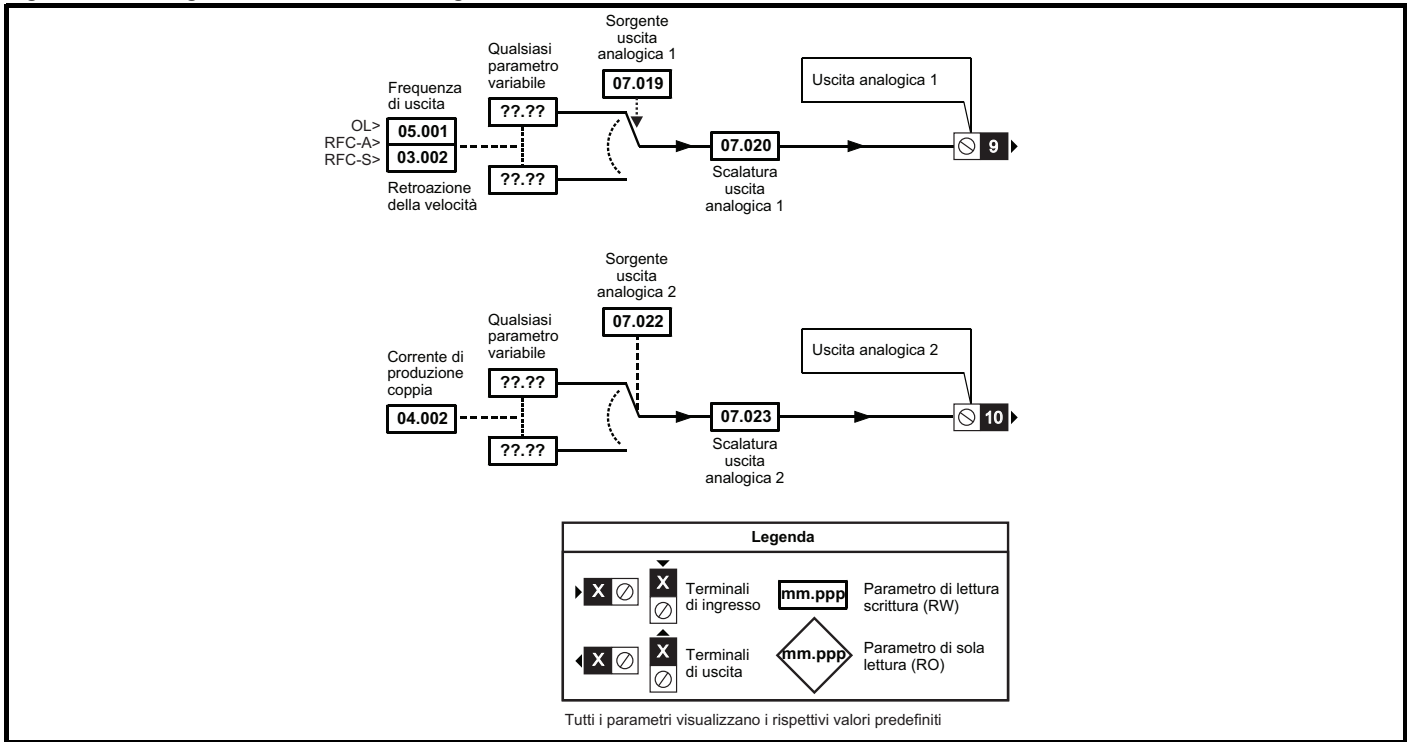 Sorgente
uscita
analogica 1
07.019
Qualsiasi
parametro
variabile
??.??
??.??
Frequenza
di uscita
OL>
RFC-A>
RFC-S>
05.001
03.002
Retroazione
della velocità
07.020
Scalatura
uscita
analogica 1
Uscita analogica 1
9
Sorgente
uscita
analogica 2
07.022
Qualsiasi
parametro
variabile
??.??
??.??
Corrente di
produzione
coppia
04.002
07.023
Scalatura
uscita
analogica 2
Uscita analogica 2
10
Legenda
X
X
Terminali
di ingresso
mm.ppp
Parametro di lettura
scrittura (RW)
X
X
Terminali
di uscita
mm.ppp
Parametro di sola
lettura (RO)
Tutti i parametri visualizzano i rispettivi valori predefiniti